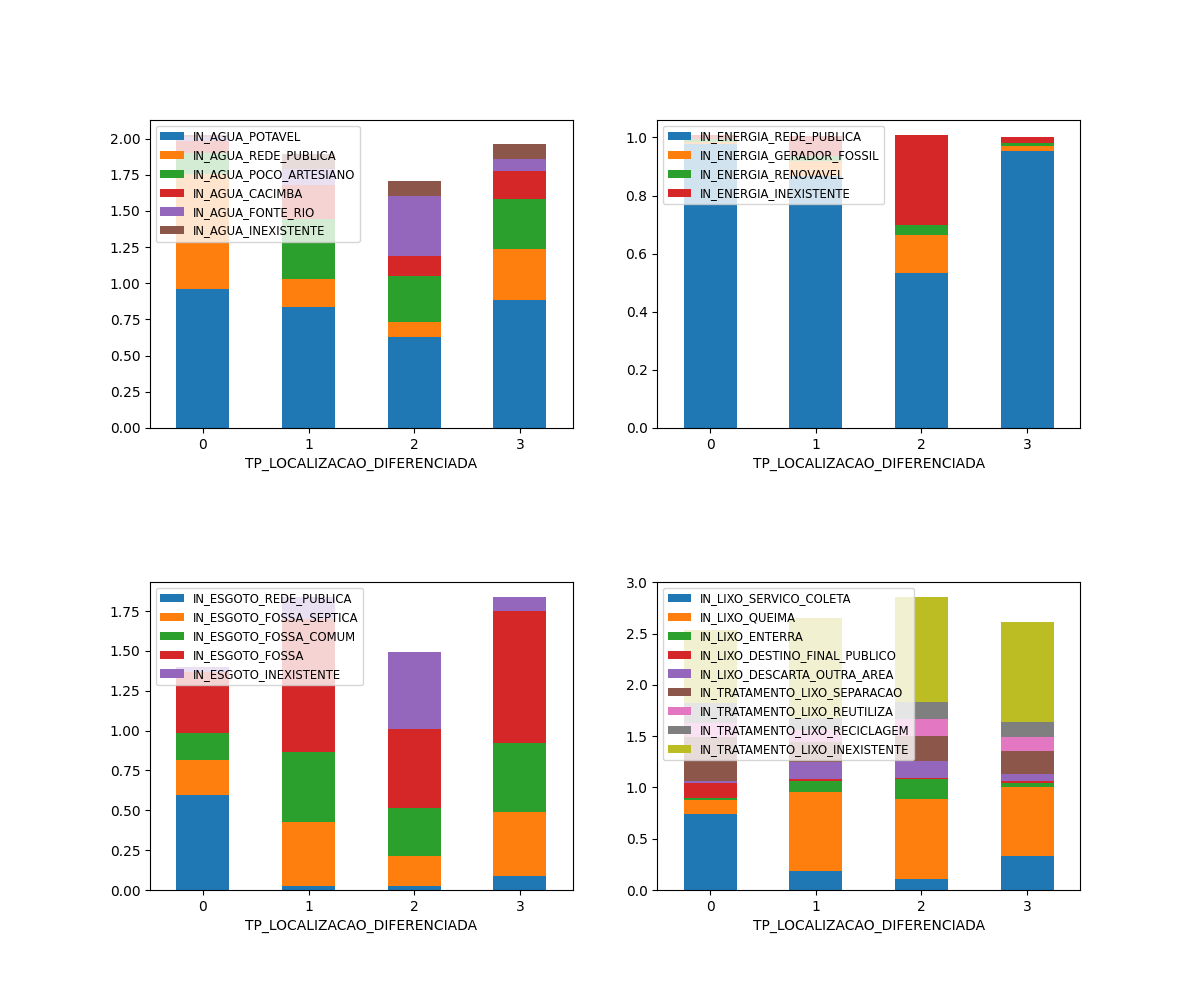 2.00
1.75
1.50
1.25
1.00
0.75
0.50
0.25
0.00
IN_AGUA_POTAVEL
IN_AGUA_REDE_PUBLICA
IN_AGUA_POCO_ARTESIANO
IN_AGUA_CACIMBA
IN_AGUA_FONTE_RIO
IN_AGUA_INEXISTENTE
0 1 2 3
TP_LOCALIZACAO_DIFERENCIADA
1.0
0.8
0.6
0.4
0.2
0.0
IN_ENERGIA_REDE_PUBLICA
IN_ENERGIA_GERADOR_FOSSIL
IN_ENERGIA_RENOVAVEL
IN_ENERGIA_INEXISTENTE
0 1 2 3
TP_LOCALIZACAO_DIFERENCIADA
1.75
1.50
1.25
1.00
0.75
0.50
0.25
0.00
IN_ESGOTO_REDE_PUBLICA
IN_ESGOTO_FOSSA_SEPTICA
IN_ESGOTO_FOSSA_COMUM
IN_ESGOTO_FOSSA
IN_ESGOTO_INEXISTENTE
0 1 2 3
TP_LOCALIZACAO_DIFERENCIADA
3.0
2.5
2.0
1.5
1.0
0.5
0.0
IN_LIXO_SERVICO_COLETA
IN_LIXO_QUEIMA
IN_LIXO_ENTERRA
IN_LIXO_DESTINO_FINAL_PUBLICO
IN_LIXO_DESCARTA_OUTRA_AREA
IN_TRATAMENTO_LIXO_SEPARACAO
IN_TRATAMENTO_LIXO_REUTILIZA
IN_TRATAMENTO_LIXO_RECICLAGEM
IN_TRATAMENTO_LIXO_INEXISTENTE
0 1 2 3
TP_LOCALIZACAO_DIFERENCIADA